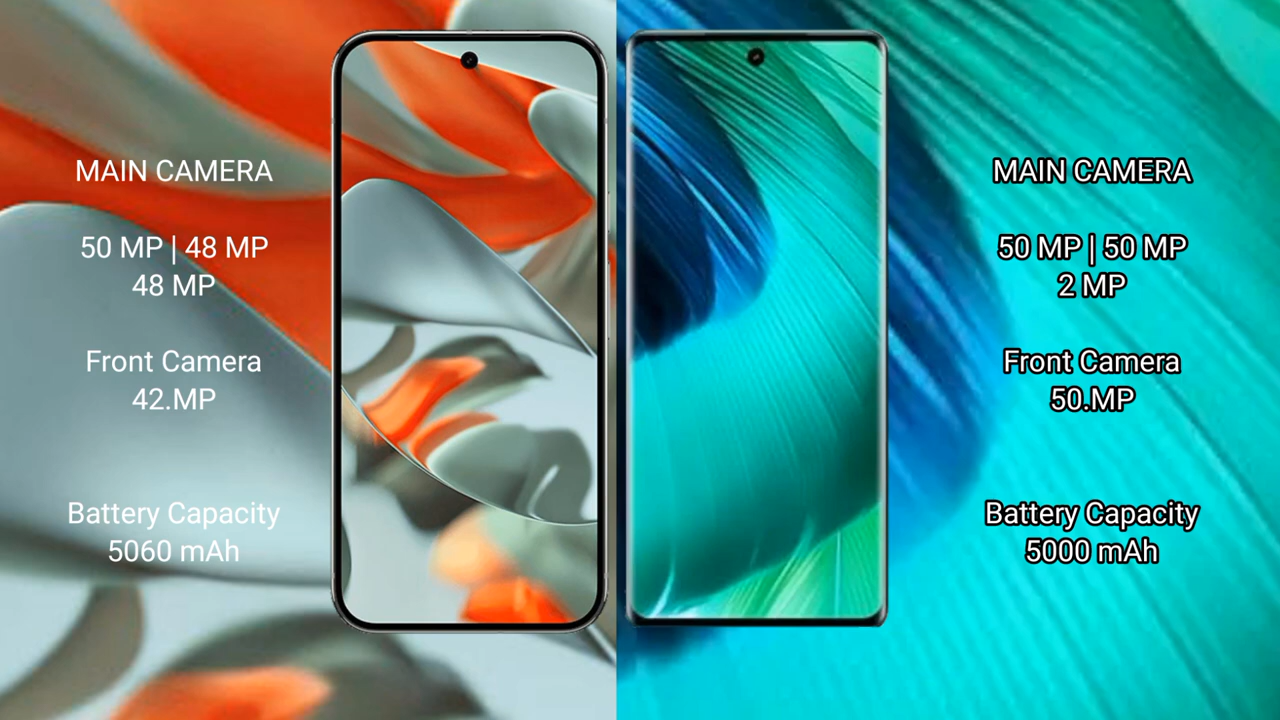 MAIN CAMERA
50 MP | 48 MP
48 MP
Front Camera
42.MP
Battery Capacity
5060 mAh
MAIN CAMERA
50 MP | 50 MP
2 MP
Front Camera
50.MP
Battery Capacity
5000 mAh